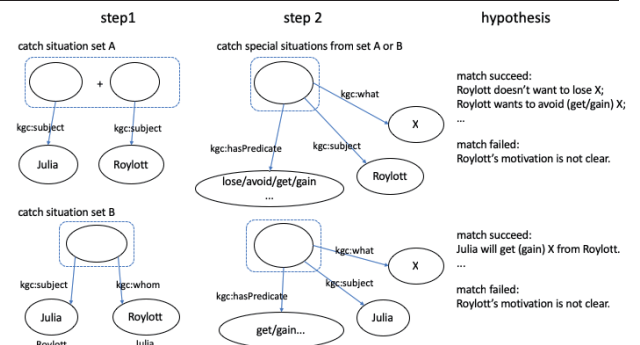 step1
step 2
hypothesis
catch situation set A
catch special situations from set A or B
+
kgc:subject
kgc:subject
Julia
Roylott
kgc:what
X
kgc:hasPredicate
kgc:subject
Roylott
lose/avoid/get/gain
...
match succeed:
Roylott doesn't want to lose X;
Roylott wants to avoid (get/gain) X;
...
match failed:
Roylott's motivation is not clear.
catch situation set B
kgc:subject
kgc:whom
Julia
Roylott
Roylott
Julia
kgc:what
X
kgc:subject
kgc:hasPredicate
Julia
get/gain...
match succeed:
Julia will get (gain) X from Roylott.
...
match failed:
Roylott's motivation is not clear.